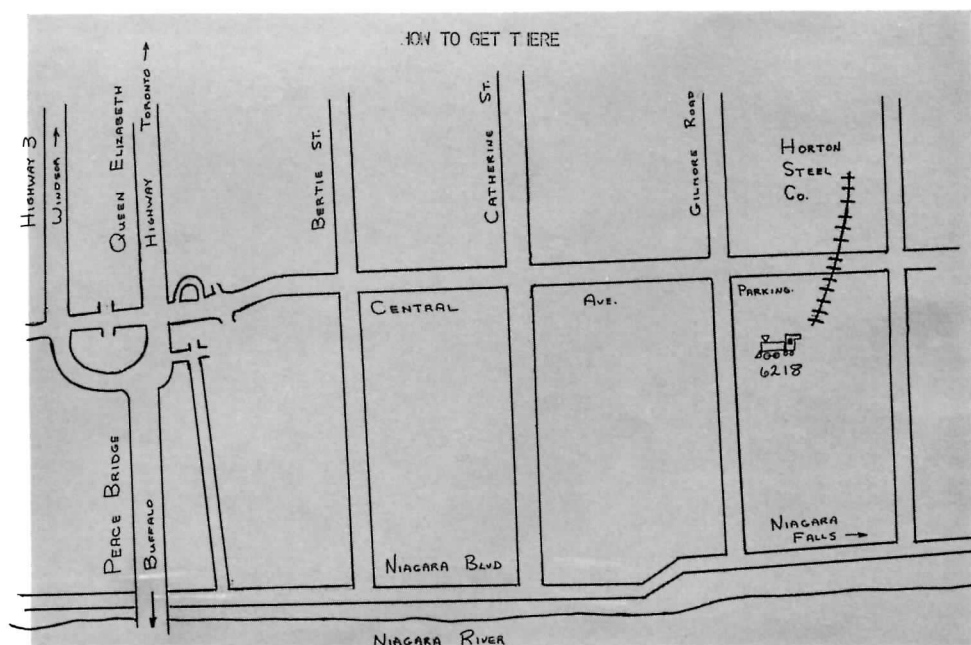 HOW TO GET THERE
HIGHWAY 3
WINDSOR →
QUEEN ELIZABETH
HIGHWAY TORONTO →
BERTIE ST.
CATHERINE ST.
GILMORE ROAD
HORTON
STEEL
CO.
CENTRAL AVE.
PARKING.
6218
PEACE BRIDGE
BUFFALO
NIAGARA
FALLS →
NIAGARA BLVD
NIAGARA RIVER